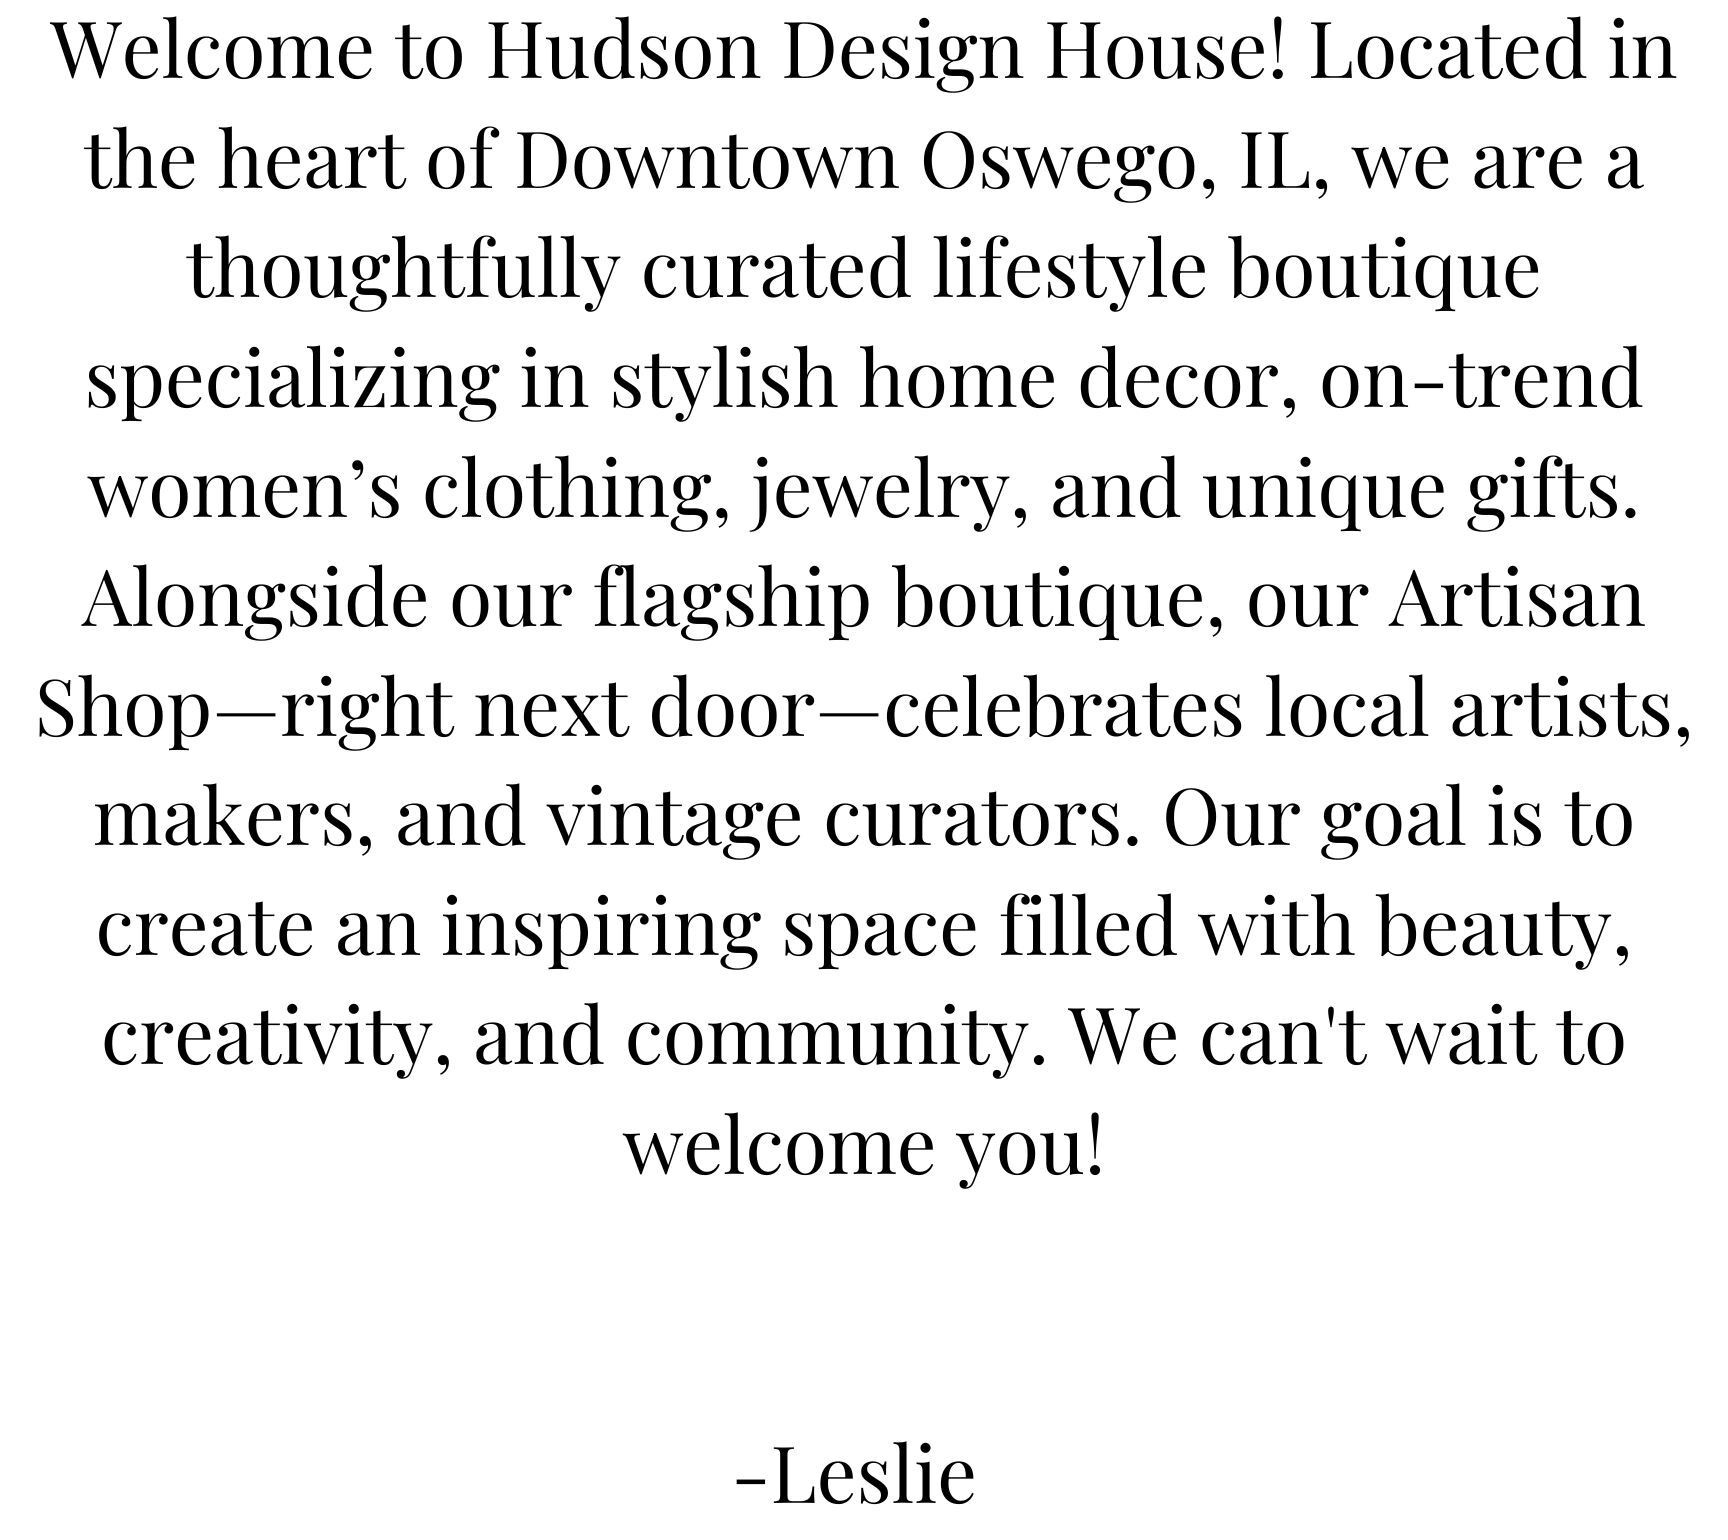 Welcome to Hudson Design House! Located in
the heart of Downtown Oswego, IL, we are a
thoughtfully curated lifestyle boutique
specializing in stylish home decor, on-trend
women’s clothing, jewelry, and unique gifts.
Alongside our flagship boutique, our Artisan
Shop—right next door—celebrates local artists,
makers, and vintage curators. Our goal is to
create an inspiring space filled with beauty,
creativity, and community. We can't wait to
welcome you!
-Leslie